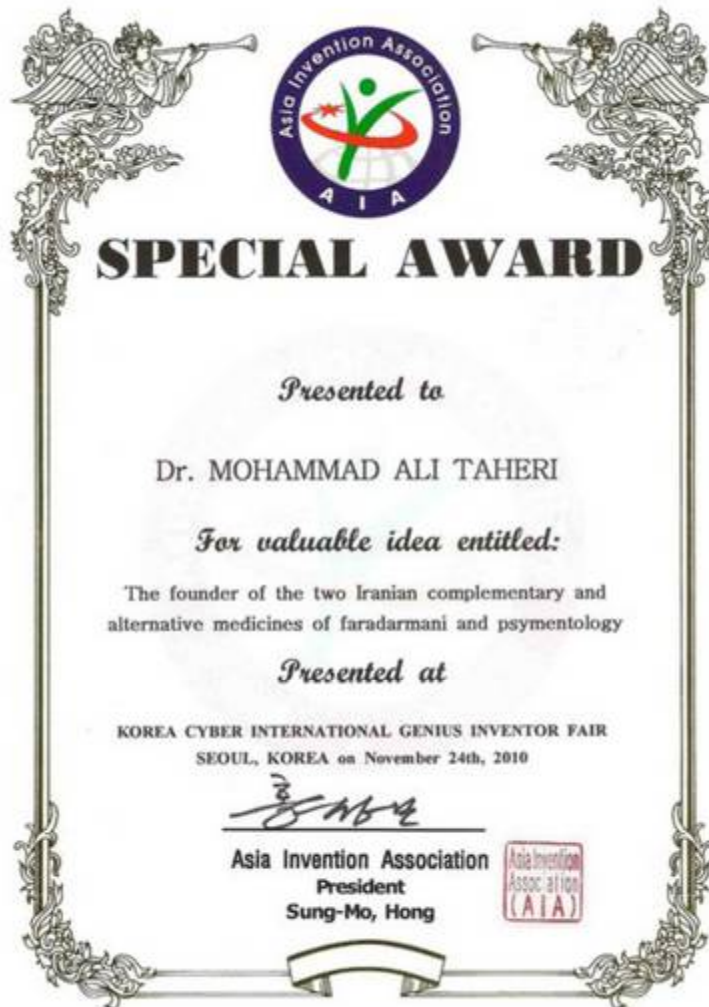 Asia Invention Association
AIA
SPECIAL AWARD
Presented to
Dr. MOHAMMAD ALI TAHERI
For valuable idea entitled:
The founder of the two Iranian complementary and
alternative medicines of faradarmani and psymentology
Presented at
KOREA CYBER INTERNATIONAL GENIUS INVENTOR FAIR
SEOUL, KOREA on November 24th, 2010
Asia Invention Association
President
Sung-Mo, Hong
Asia Invention
Association
(AIA)